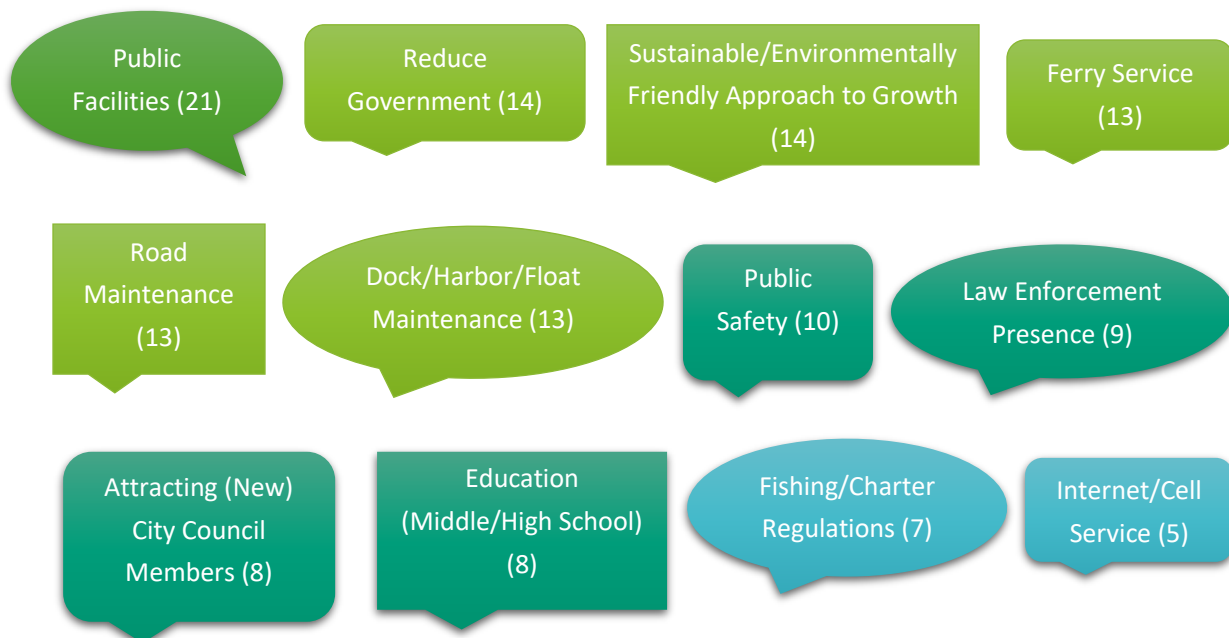 Public
Facilities (21)
Reduce
Government (14)
Sustainable/Environmentally
Friendly Approach to Growth
(14)
Ferry Service
(13)
Road
Maintenance
(13)
Dock/Harbor/Float
Maintenance (13)
Public
Safety (10)
Law Enforcement
Presence (9)
Attracting (New)
City Council
Members (8)
Education
(Middle/High School)
(8)
Fishing/Charter
Regulations (7)
Internet/Cell
Service (5)